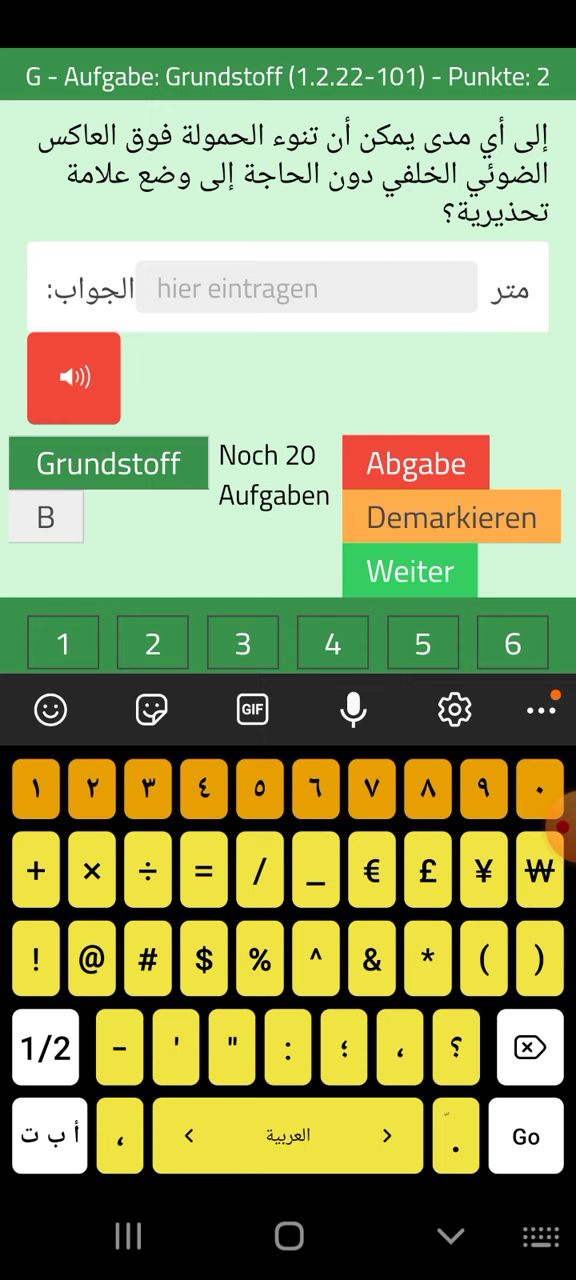 G - Aufgabe: Grundstoff (1.2.22-101) - Punkte: 2
إلى أي مدى يمكن أن تنوء الحمولة فوق العاكس
الضوئي الخلفي دون الحاجة إلى وضع علامة
تحذيرية؟
الجواب: hier eintragen متر
Grundstoff
Noch 20
Aufgaben
Abgabe
B
Demarkieren
Weiter
1 2 3 4 5 6
GIF
١ ٢ ٣ ٤ ٥ ٦ ٧ ٨ ٩ ٠
+ × ÷ = / _ € £ ¥ ₩
! @ # $ % ^ & * ( )
1/2 - ' " : ؛ ، ؟
أ ب ت ، < العربية > . Go